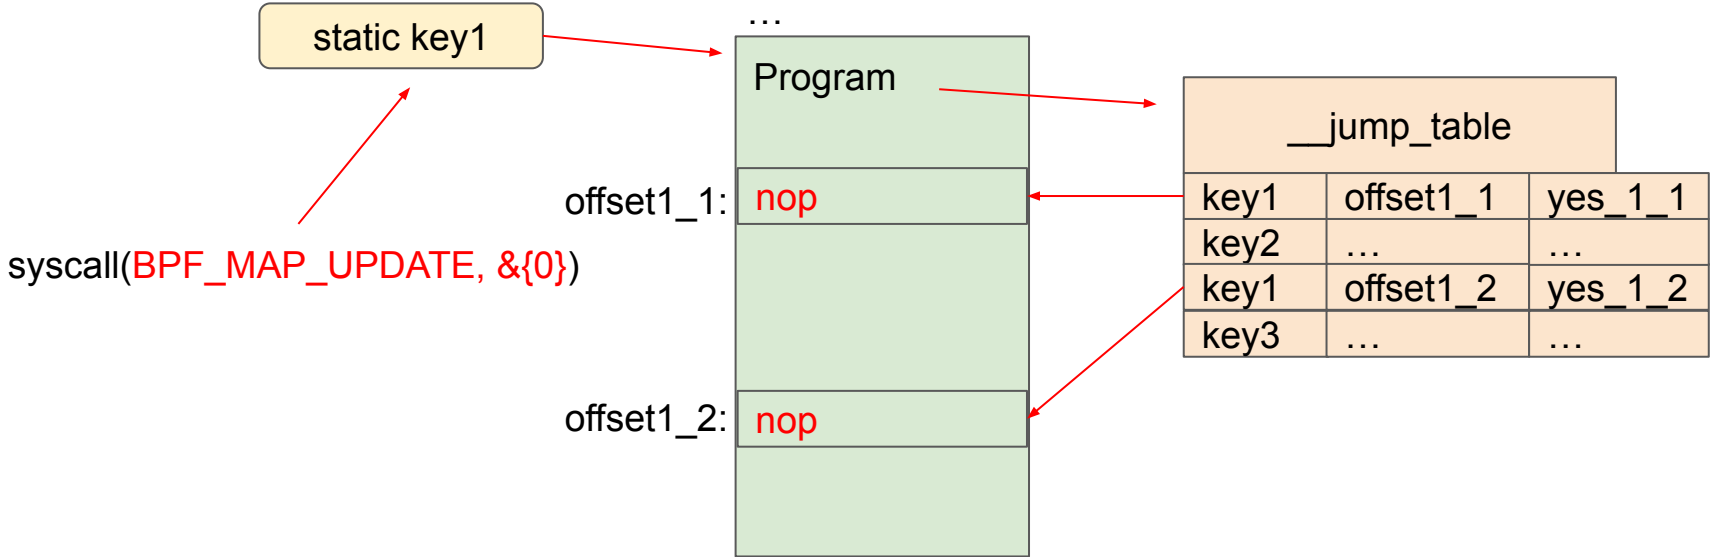 …
static key1
Program
__jump_table
offset1_1: nop
key1 offset1_1 yes_1_1
key2 … …
syscall(BPF_MAP_UPDATE, &{0})
key1 offset1_2 yes_1_2
key3 … …
offset1_2: nop